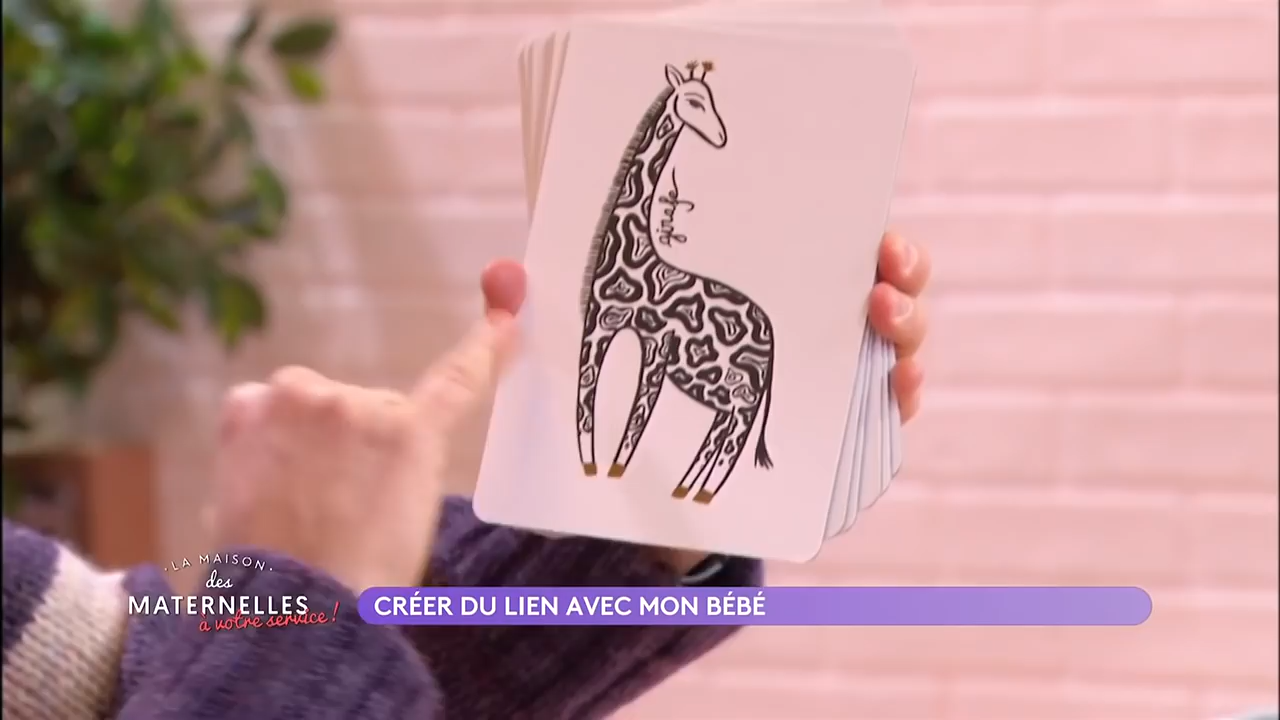 girafe
LA MAISON
des
MATERNELLES
à votre service !
CRÉER DU LIEN AVEC MON BÉBÉ